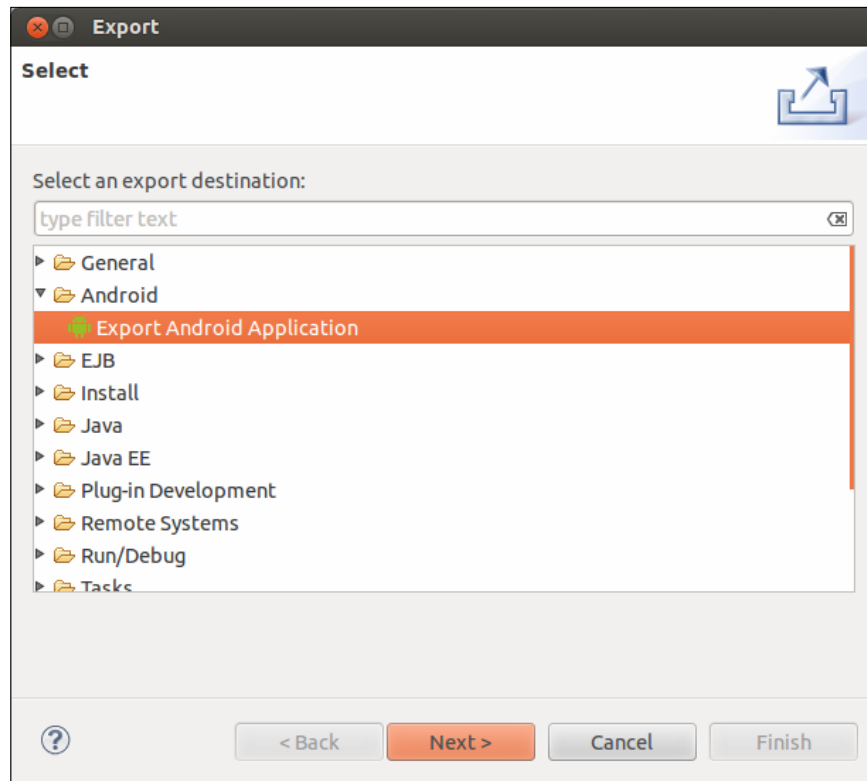 Export
Select
Select an export destination:
type filter text
General
Android
Export Android Application
EJB
Install
Java
Java EE
Plug-in Development
Remote Systems
Run/Debug
Tasks
? < Back Next > Cancel Finish